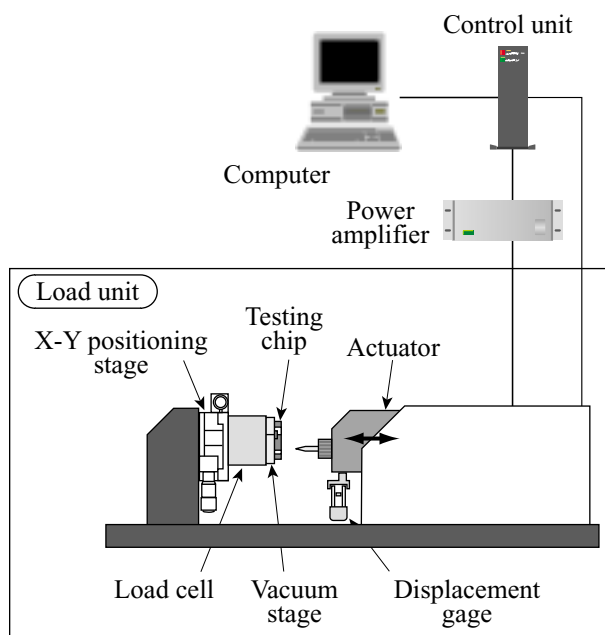 Control unit
Computer
Power
amplifier
Load unit
X-Y positioning
stage
Testing
chip
Actuator
Load cell
Vacuum
stage
Displacement
gage